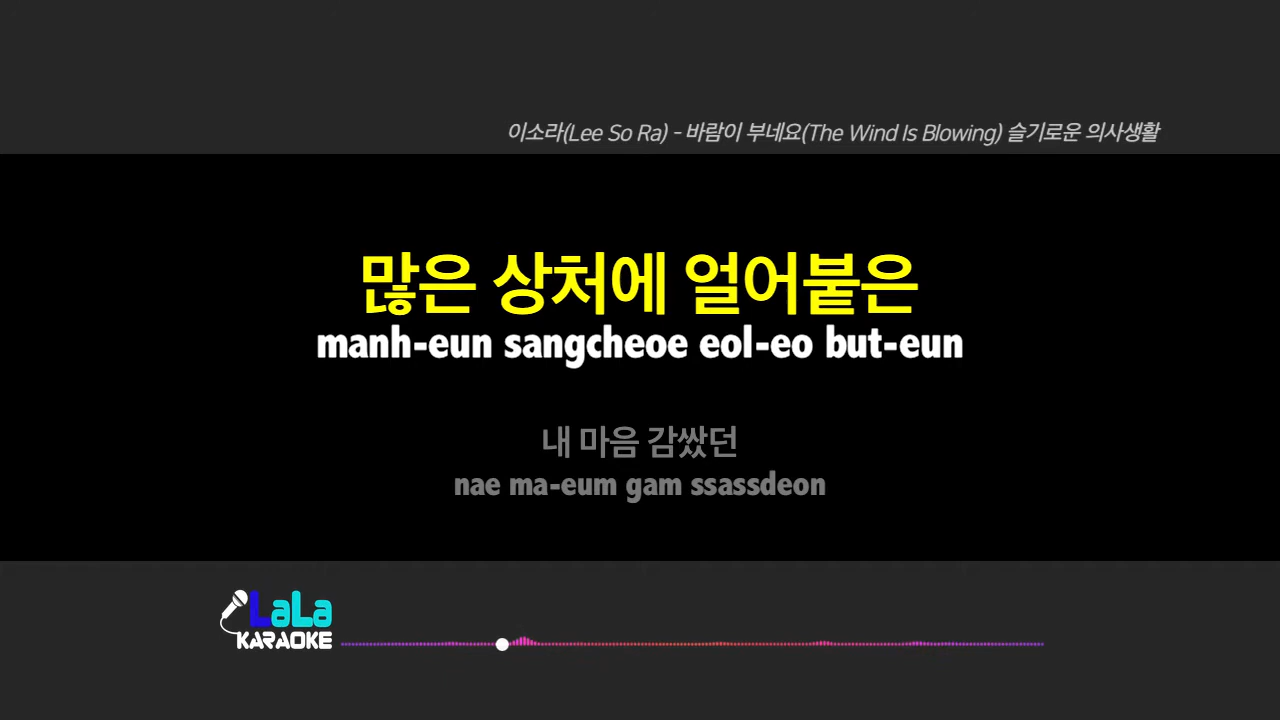 이소라(Lee So Ra) - 바람이 부네요(The Wind Is Blowing) 슬기로운 의사생활
많은 상처에 얼어붙은
manh-eun sangcheoe eol-eo but-eun
내 마음 감쌌던
nae ma-eum gam ssassdeon
LaLa
KARAOKE